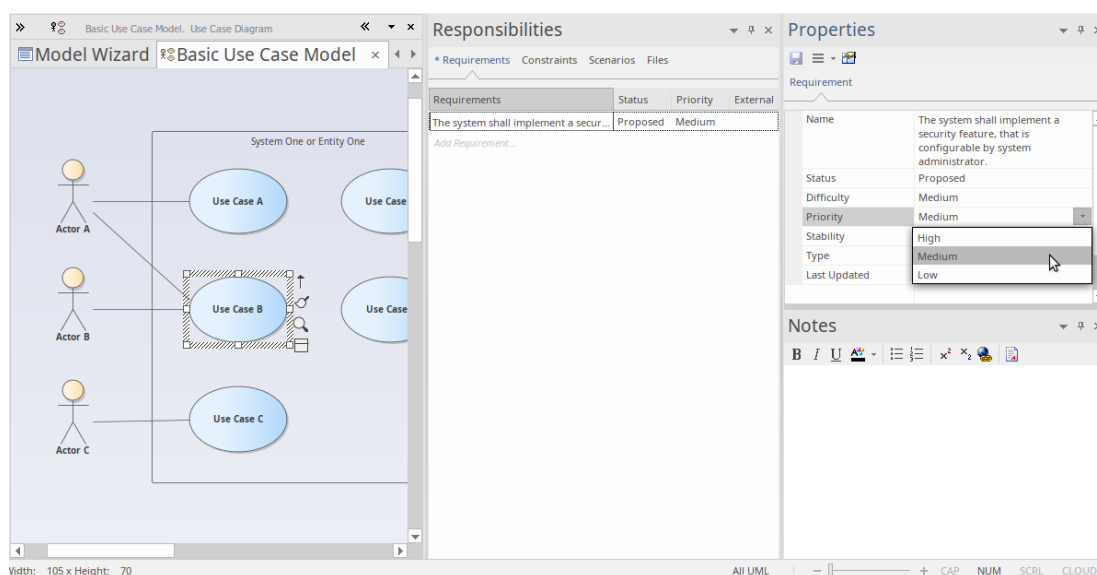 Basic Use Case Model. Use Case Diagram
Model Wizard
Basic Use Case Model
System One or Entity One
Actor A
Use Case A
Use Case
Actor B
Use Case B
Use Case
Actor C
Use Case C
Width: 105 x Height: 70
Responsibilities
* Requirements Constraints Scenarios Files
Requirements Status Priority External
The system shall implement a secur... Proposed Medium
Add Requirement...
Properties
Requirement
Name The system shall implement a
security feature, that is
configurable by system
administrator.
Status Proposed
Difficulty Medium
Priority Medium
Stability High
Type Medium
Last Updated Low
Notes
B I U A x² x₂
All UML CAP NUM SCRL CLOUD